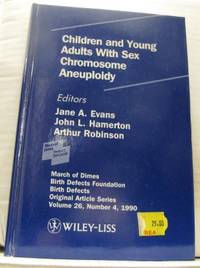 Children and Young
Adults With Sex
Chromosome
Aneuploidy
Editors
Jane A. Evans
John L. Hamerton
Arthur Robinson
March of Dimes
Birth Defects Foundation
Birth Defects
Original Article Series
Volume 26, Number 4, 1990
WILEY-LISS